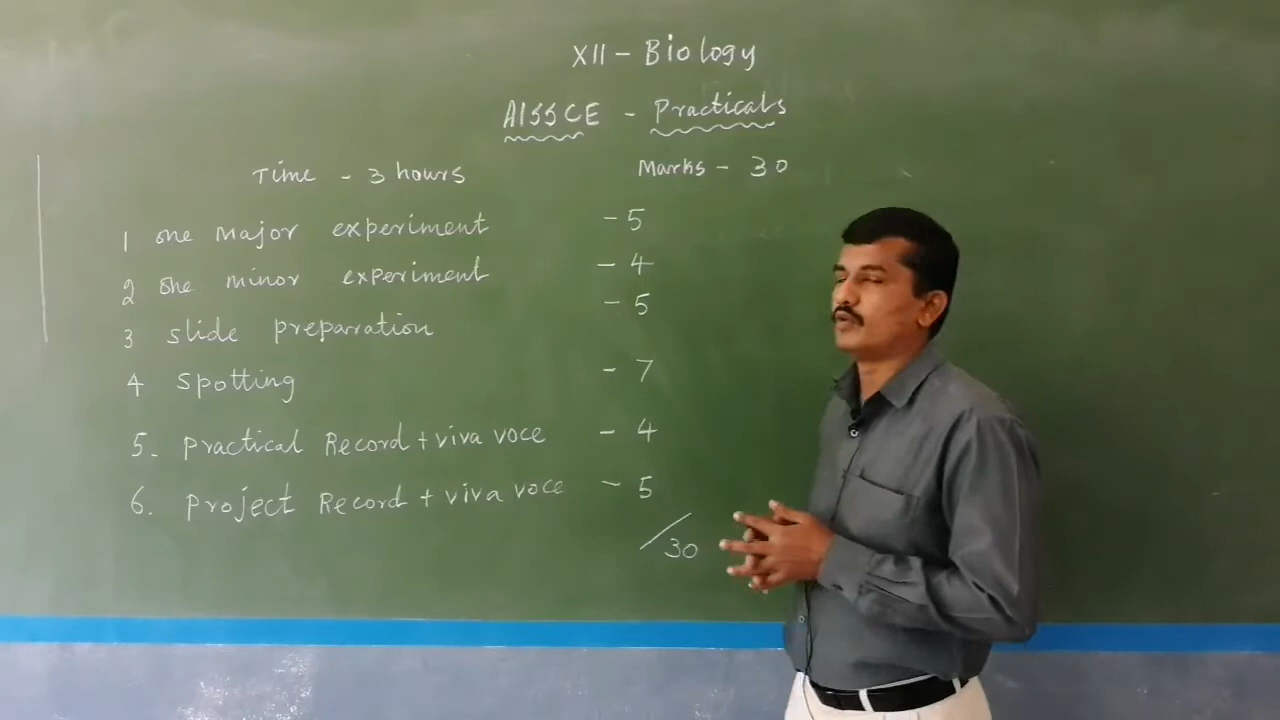 XII - Biology
AISSCE - Practicals
Time - 3 hours Marks - 30
1 one major experiment - 5
2 one minor experiment - 4
3 slide preparation - 5
4 spotting - 7
5. practical Record + viva voce - 4
6. project Record + viva voce - 5
/30